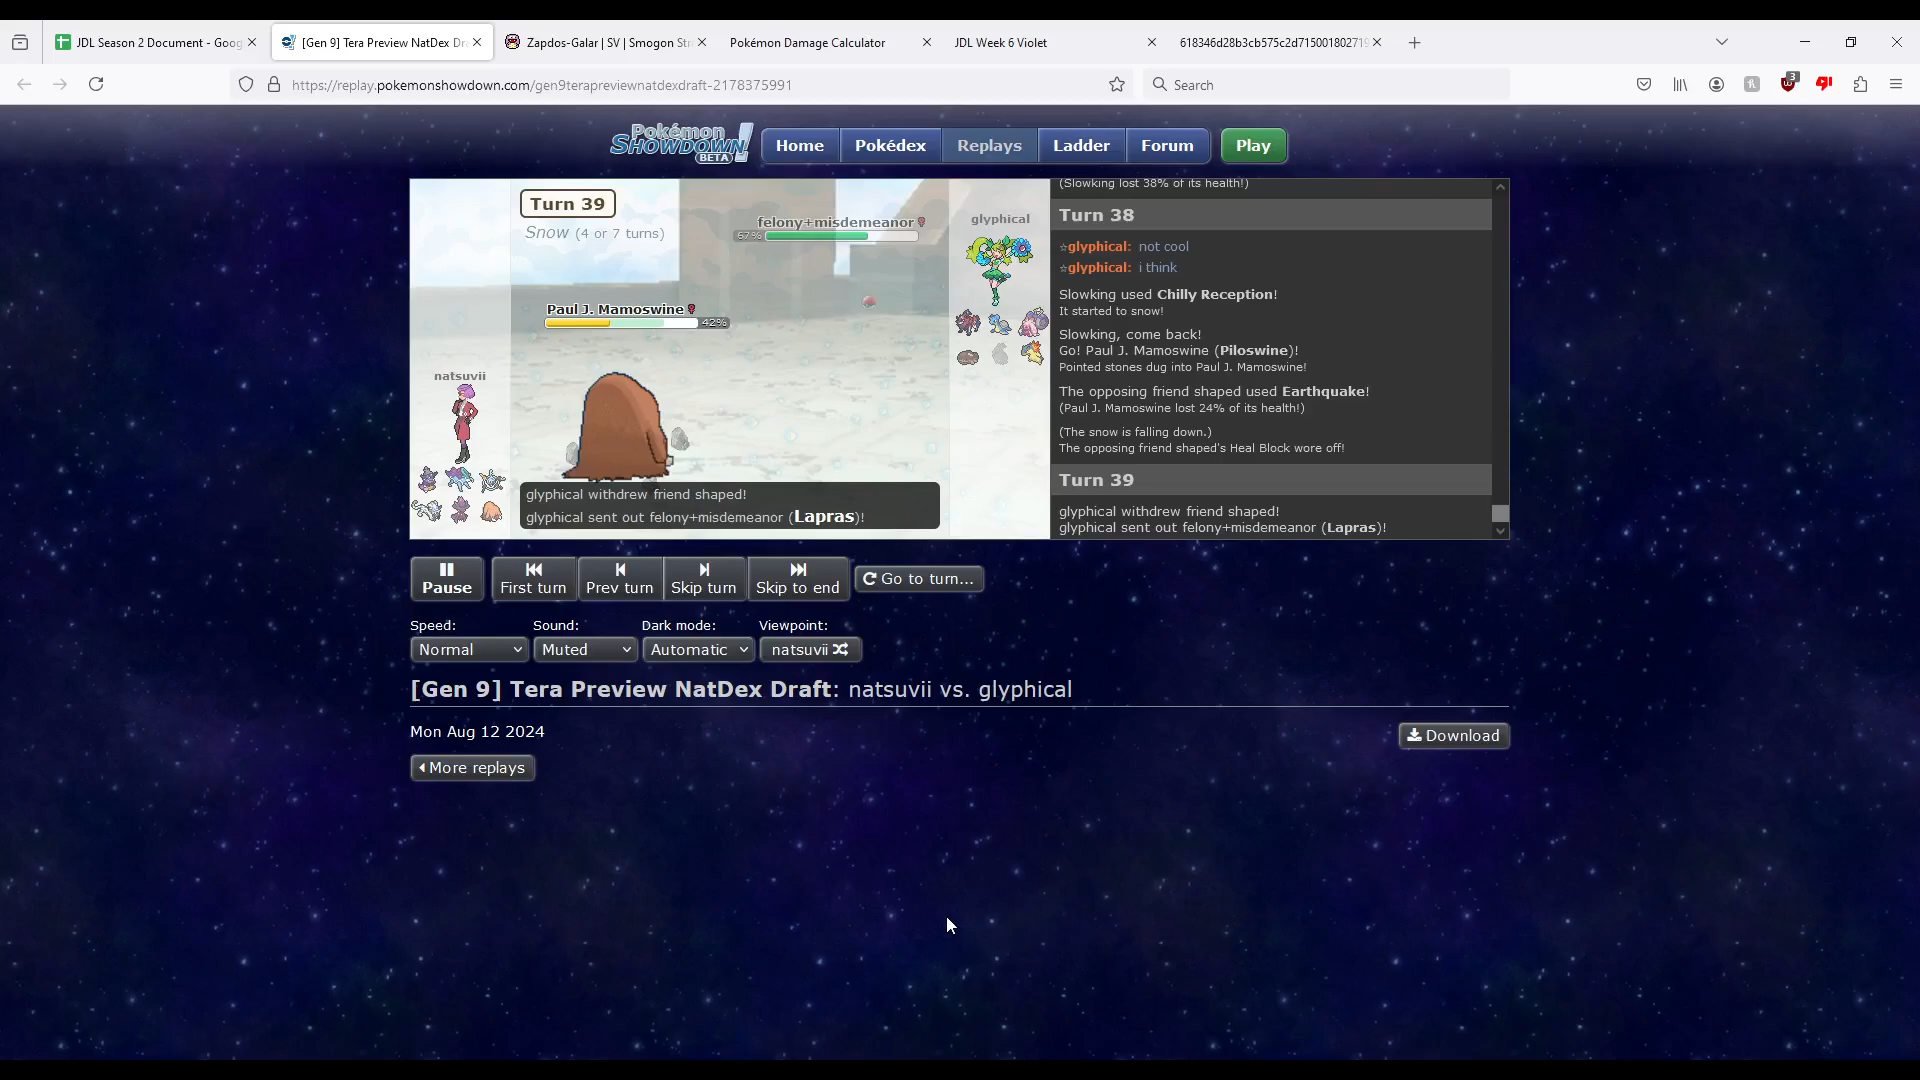 JDL Season 2 Document - Goog
[Gen 9] Tera Preview NatDex Dr
Zapdos-Galar | SV | Smogon Str
Pokémon Damage Calculator
JDL Week 6 Violet
618346d28b3cb575c2d715001802719
https://replay.pokemonshowdown.com/gen9terapreviewnatdexdraft-2178375991
Search
3
Pokémon
SHOWDOWN!
BETA
Home
Pokédex
Replays
Ladder
Forum
Play
Turn 39
Snow (4 or 7 turns)
felony+misdemeanor
67%
glyphical
Paul J. Mamoswine
42%
natsuvii
glyphical withdrew friend shaped!
glyphical sent out felony+misdemeanor (Lapras)!
(Slowking lost 38% of its health!)
Turn 38
☆glyphical: not cool
☆glyphical: i think
Slowking used Chilly Reception!
It started to snow!
Slowking, come back!
Go! Paul J. Mamoswine (Piloswine)!
Pointed stones dug into Paul J. Mamoswine!
The opposing friend shaped used Earthquake!
(Paul J. Mamoswine lost 24% of its health!)
(The snow is falling down.)
The opposing friend shaped's Heal Block wore off!
Turn 39
glyphical withdrew friend shaped!
glyphical sent out felony+misdemeanor (Lapras)!
Pause
First turn
Prev turn
Skip turn
Skip to end
Go to turn...
Speed:
Sound:
Dark mode:
Viewpoint:
Normal
Muted
Automatic
natsuvii
[Gen 9] Tera Preview NatDex Draft: natsuvii vs. glyphical
Mon Aug 12 2024
Download
More replays